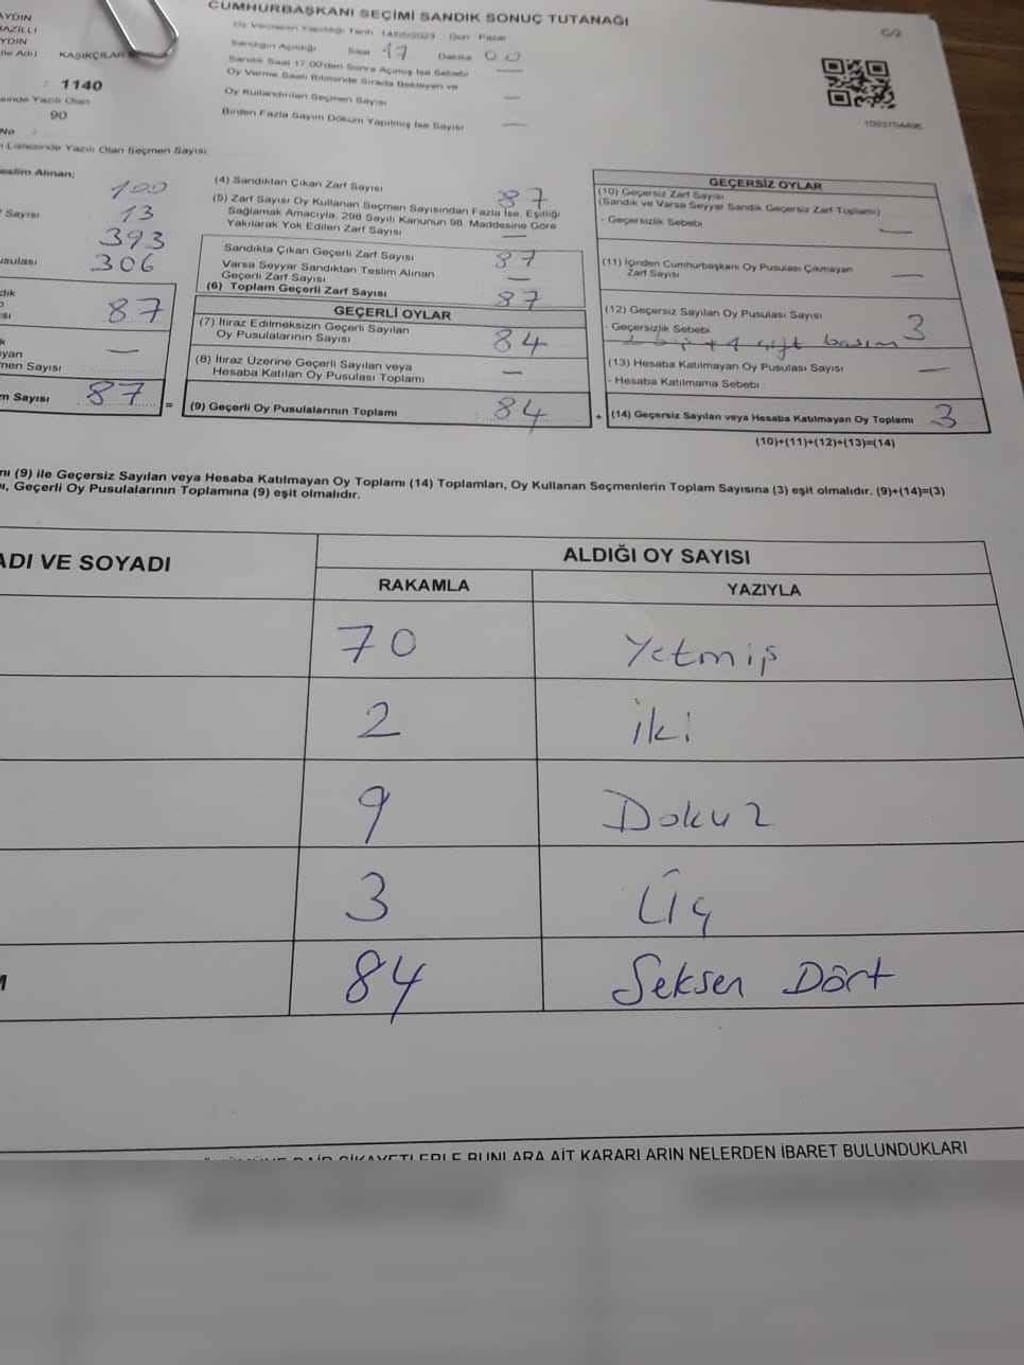 CUMHURBAŞKANI SEÇİMİ SANDIK SONUÇ TUTANAĞI
AYDIN
NAZİLLİ
AYDIN
KAŞIKÇILAR
1140
90
Oy Vermenin Yapıldığı Tarih 14/05/2023 Gün Pazar
Sandığın Açıldığı Saat 17 Dakika 00
Sandık Saat 17.00'den Sonra Açılmış İse Sebebi —
Oy Verme Saati Bitiminde Sırada Bekleyen ve
Oy Kullandırılan Seçmen Sayısı —
Birden Fazla Sayım Döküm Yapılmış İse Sayısı —
Listesinde Yazılı Olan Seçmen Sayısı
Teslim Alınan;
100
Sayısı 13
393
306
87
—
yan
men Sayısı
Sayısı 87 =
(4) Sandıktan Çıkan Zarf Sayısı 87
(5) Zarf Sayısı Oy Kullanan Seçmen Sayısından Fazla İse, Eşitliği
Sağlamak Amacıyla, 298 Sayılı Kanunun 98. Maddesine Göre
Yakılarak Yok Edilen Zarf Sayısı —
Sandıkta Çıkan Geçerli Zarf Sayısı 87
Varsa Seyyar Sandıktan Teslim Alınan
Geçerli Zarf Sayısı —
(6) Toplam Geçerli Zarf Sayısı 87
GEÇERLİ OYLAR
(7) İtiraz Edilmeksizin Geçerli Sayılan
Oy Pusulalarının Sayısı 84
(8) İtiraz Üzerine Geçerli Sayılan veya
Hesaba Katılan Oy Pusulası Toplamı —
(9) Geçerli Oy Pusulalarının Toplamı 84 +
GEÇERSİZ OYLAR
(10) Geçersiz Zarf Sayısı
(Sandık ve Varsa Seyyar Sandık Geçersiz Zarf Toplamı)
- Geçersizlik Sebebi —
(11) İçinden Cumhurbaşkanı Oy Pusulası Çıkmayan
Zarf Sayısı —
(12) Geçersiz Sayılan Oy Pusulası Sayısı 3
- Geçersizlik Sebebi
+ 1 çift basım
(13) Hesaba Katılmayan Oy Pusulası Sayısı —
- Hesaba Katılmama Sebebi
(14) Geçersiz Sayılan veya Hesaba Katılmayan Oy Toplamı 3
(10)+(11)+(12)+(13)=(14)
(9) ile Geçersiz Sayılan veya Hesaba Katılmayan Oy Toplamı (14) Toplamları, Oy Kullanan Seçmenlerin Toplam Sayısına (3) eşit olmalıdır. (9)+(14)=(3)
Geçerli Oy Pusulalarının Toplamına (9) eşit olmalıdır.
ADI VE SOYADI
ALDIĞI OY SAYISI
RAKAMLA YAZIYLA
70 Yetmiş
2 iki
9 Dokuz
3 Üç
84 Seksen Dört
BUNLARA AİT KARARLARIN NELERDEN İBARET BULUNDUKLARI